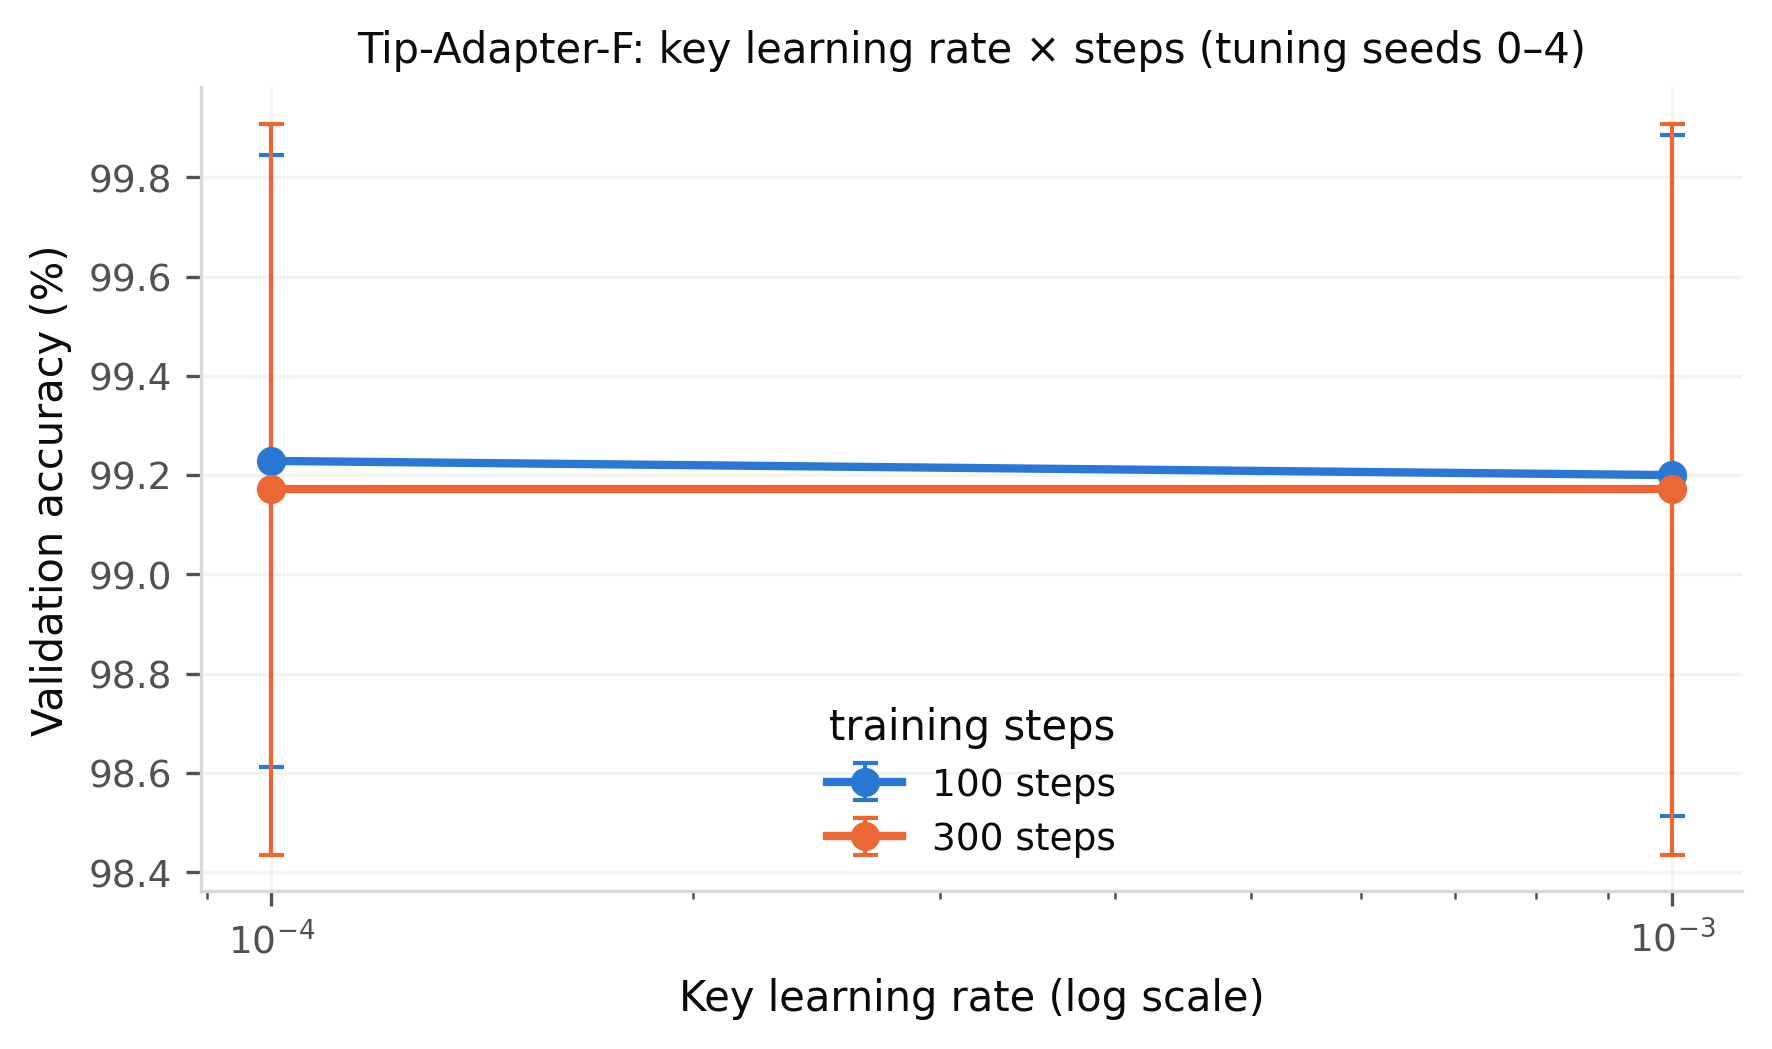 Tip-Adapter-F: key learning rate × steps (tuning seeds 0–4)
Validation accuracy (%)
99.8
99.6
99.4
99.2
99.0
98.8
98.6
98.4
training steps
100 steps
300 steps
10⁻⁴
10⁻³
Key learning rate (log scale)